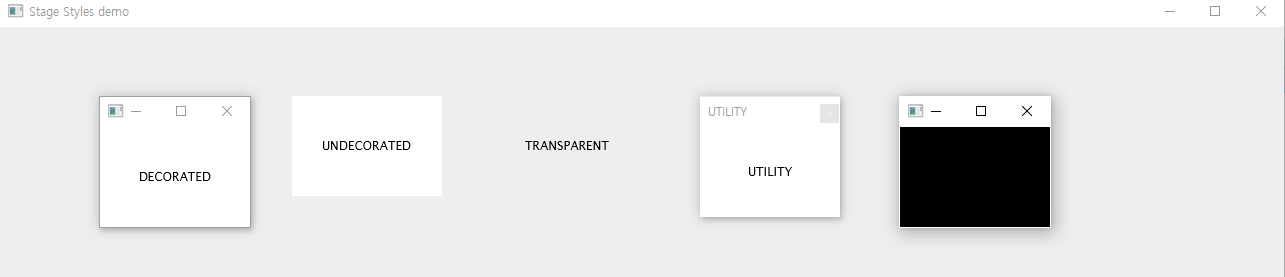 Stage Styles demo
DECORATED
UNDECORATED
TRANSPARENT
UTILITY
UTILITY